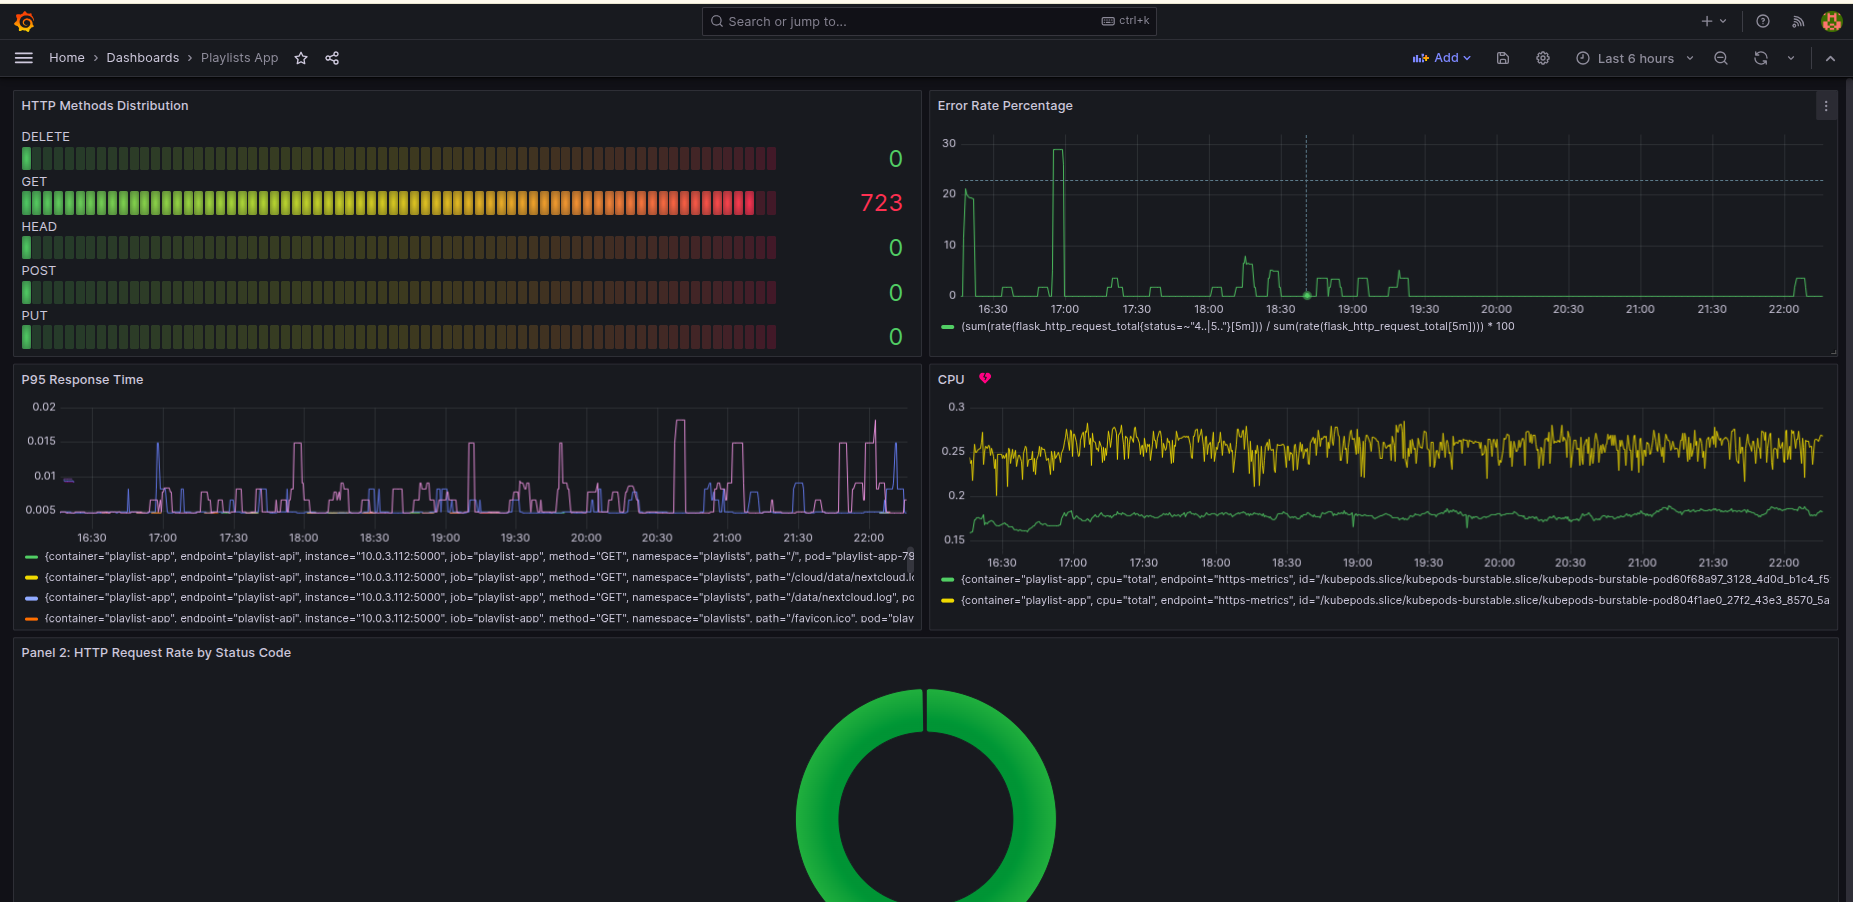 Search or jump to... ctrl+k
Home › Dashboards › Playlists App
Add
Last 6 hours
HTTP Methods Distribution
DELETE
0
GET
723
HEAD
0
POST
0
PUT
0
Error Rate Percentage
30
20
10
0
16:30 17:00 17:30 18:00 18:30 19:00 19:30 20:00 20:30 21:00 21:30 22:00
(sum(rate(flask_http_request_total{status=~"4..|5.."}[5m])) / sum(rate(flask_http_request_total[5m]))) * 100
P95 Response Time
0.02
0.015
0.01
0.005
16:30 17:00 17:30 18:00 18:30 19:00 19:30 20:00 20:30 21:00 21:30 22:00
{container="playlist-app", endpoint="playlist-api", instance="10.0.3.112:5000", job="playlist-app", method="GET", namespace="playlists", path="/", pod="playlist-app-79
{container="playlist-app", endpoint="playlist-api", instance="10.0.3.112:5000", job="playlist-app", method="GET", namespace="playlists", path="/cloud/data/nextcloud.lo
{container="playlist-app", endpoint="playlist-api", instance="10.0.3.112:5000", job="playlist-app", method="GET", namespace="playlists", path="/data/nextcloud.log", po
{container="playlist-app", endpoint="playlist-api", instance="10.0.3.112:5000", job="playlist-app", method="GET", namespace="playlists", path="/favicon.ico", pod="play
CPU
0.3
0.25
0.2
0.15
16:30 17:00 17:30 18:00 18:30 19:00 19:30 20:00 20:30 21:00 21:30 22:00
{container="playlist-app", cpu="total", endpoint="https-metrics", id="/kubepods.slice/kubepods-burstable.slice/kubepods-burstable-pod60f68a97_3128_4d0d_b1c4_f5
{container="playlist-app", cpu="total", endpoint="https-metrics", id="/kubepods.slice/kubepods-burstable.slice/kubepods-burstable-pod804f1ae0_27f2_43e3_8570_5a
Panel 2: HTTP Request Rate by Status Code